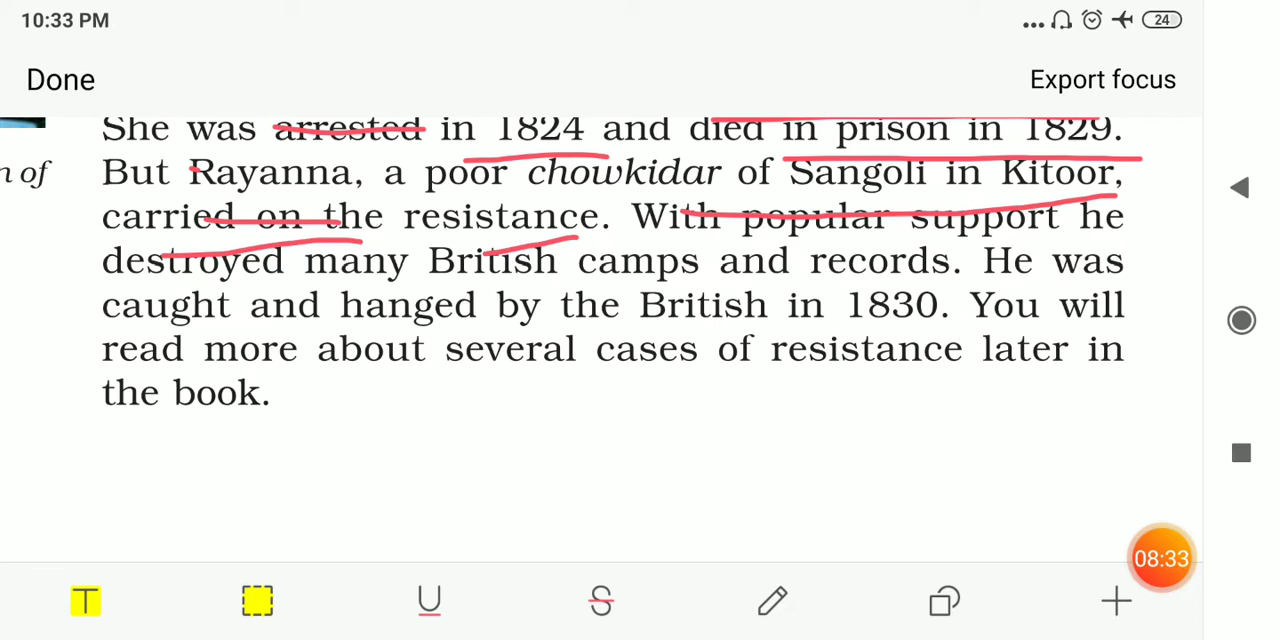 10:33 PM
24
Done
Export focus
She was arrested in 1824 and died in prison in 1829.
n of
But Rayanna, a poor chowkidar of Sangoli in Kitoor,
carried on the resistance. With popular support he
destroyed many British camps and records. He was
caught and hanged by the British in 1830. You will
read more about several cases of resistance later in
the book.
08:33
T
U
S